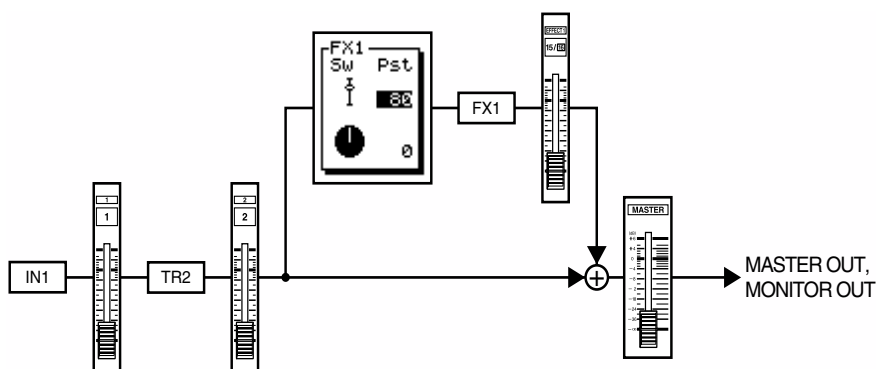 FX1
Sw Pst
80
0
FX1
EFFECT 1
15/16
MASTER
1
1
2
2
IN1
TR2
MASTER OUT,
MONITOR OUT